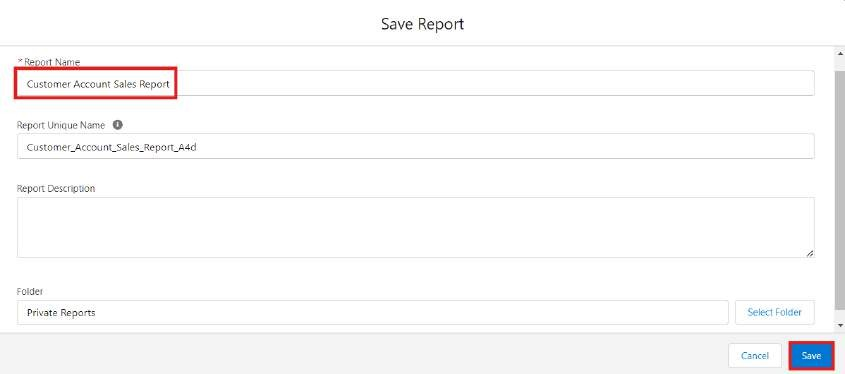 Save Report
* Report Name
Customer Account Sales Report
Report Unique Name
Customer_Account_Sales_Report_A4d
Report Description
Folder
Private Reports
Select Folder
Cancel
Save